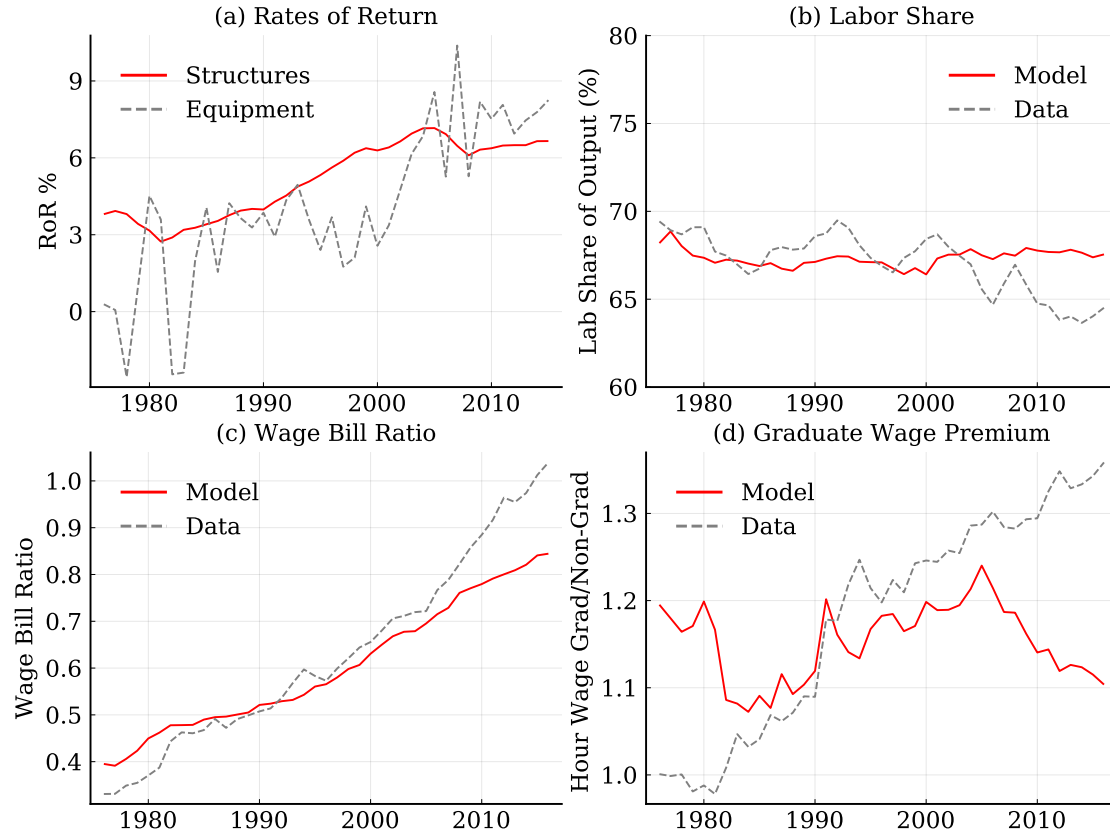 (a) Rates of Return
RoR %
9
6
3
0
Structures
Equipment
1980
1990
2000
2010
(b) Labor Share
Lab Share of Output (%)
80
75
70
65
60
Model
Data
1980
1990
2000
2010
(c) Wage Bill Ratio
Wage Bill Ratio
1.0
0.9
0.8
0.7
0.6
0.5
0.4
Model
Data
1980
1990
2000
2010
(d) Graduate Wage Premium
Hour Wage Grad/Non-Grad
1.3
1.2
1.1
1.0
Model
Data
1980
1990
2000
2010